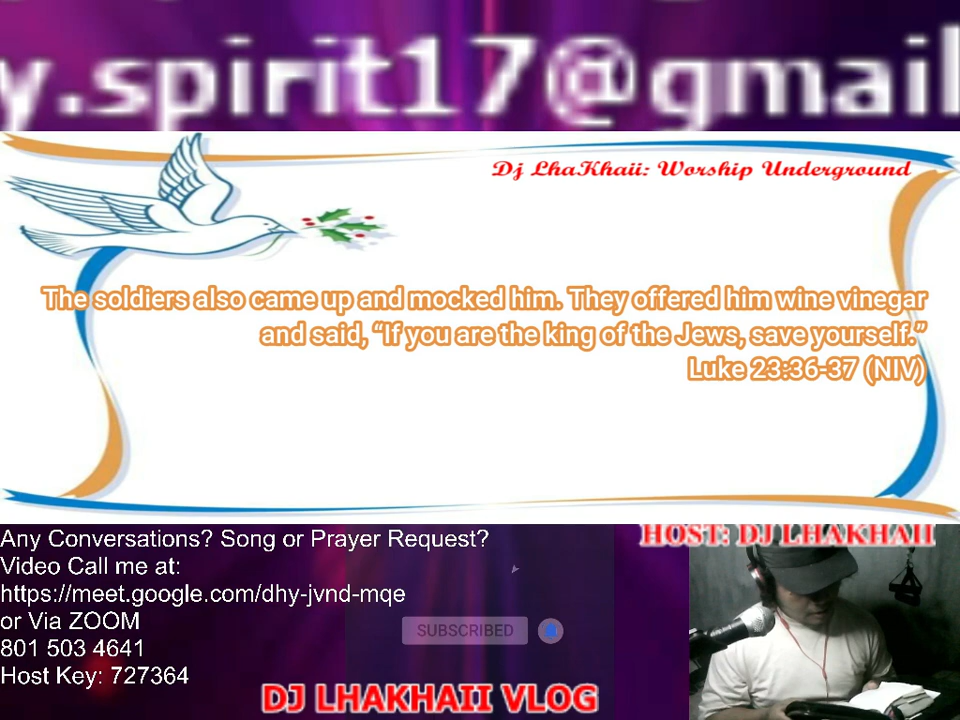 y.spirit17@gmail
Dj LhaKhaii: Worship Underground
The soldiers also came up and mocked him. They offered him wine vinegar
and said, “If you are the king of the Jews, save yourself.”
Luke 23:36-37 (NIV)
HOST: DJ LHAKHAII
Any Conversations? Song or Prayer Request?
Video Call me at:
https://meet.google.com/dhy-jvnd-mqe
or Via ZOOM
801 503 4641
Host Key: 727364
SUBSCRIBED
DJ LHAKHAII VLOG